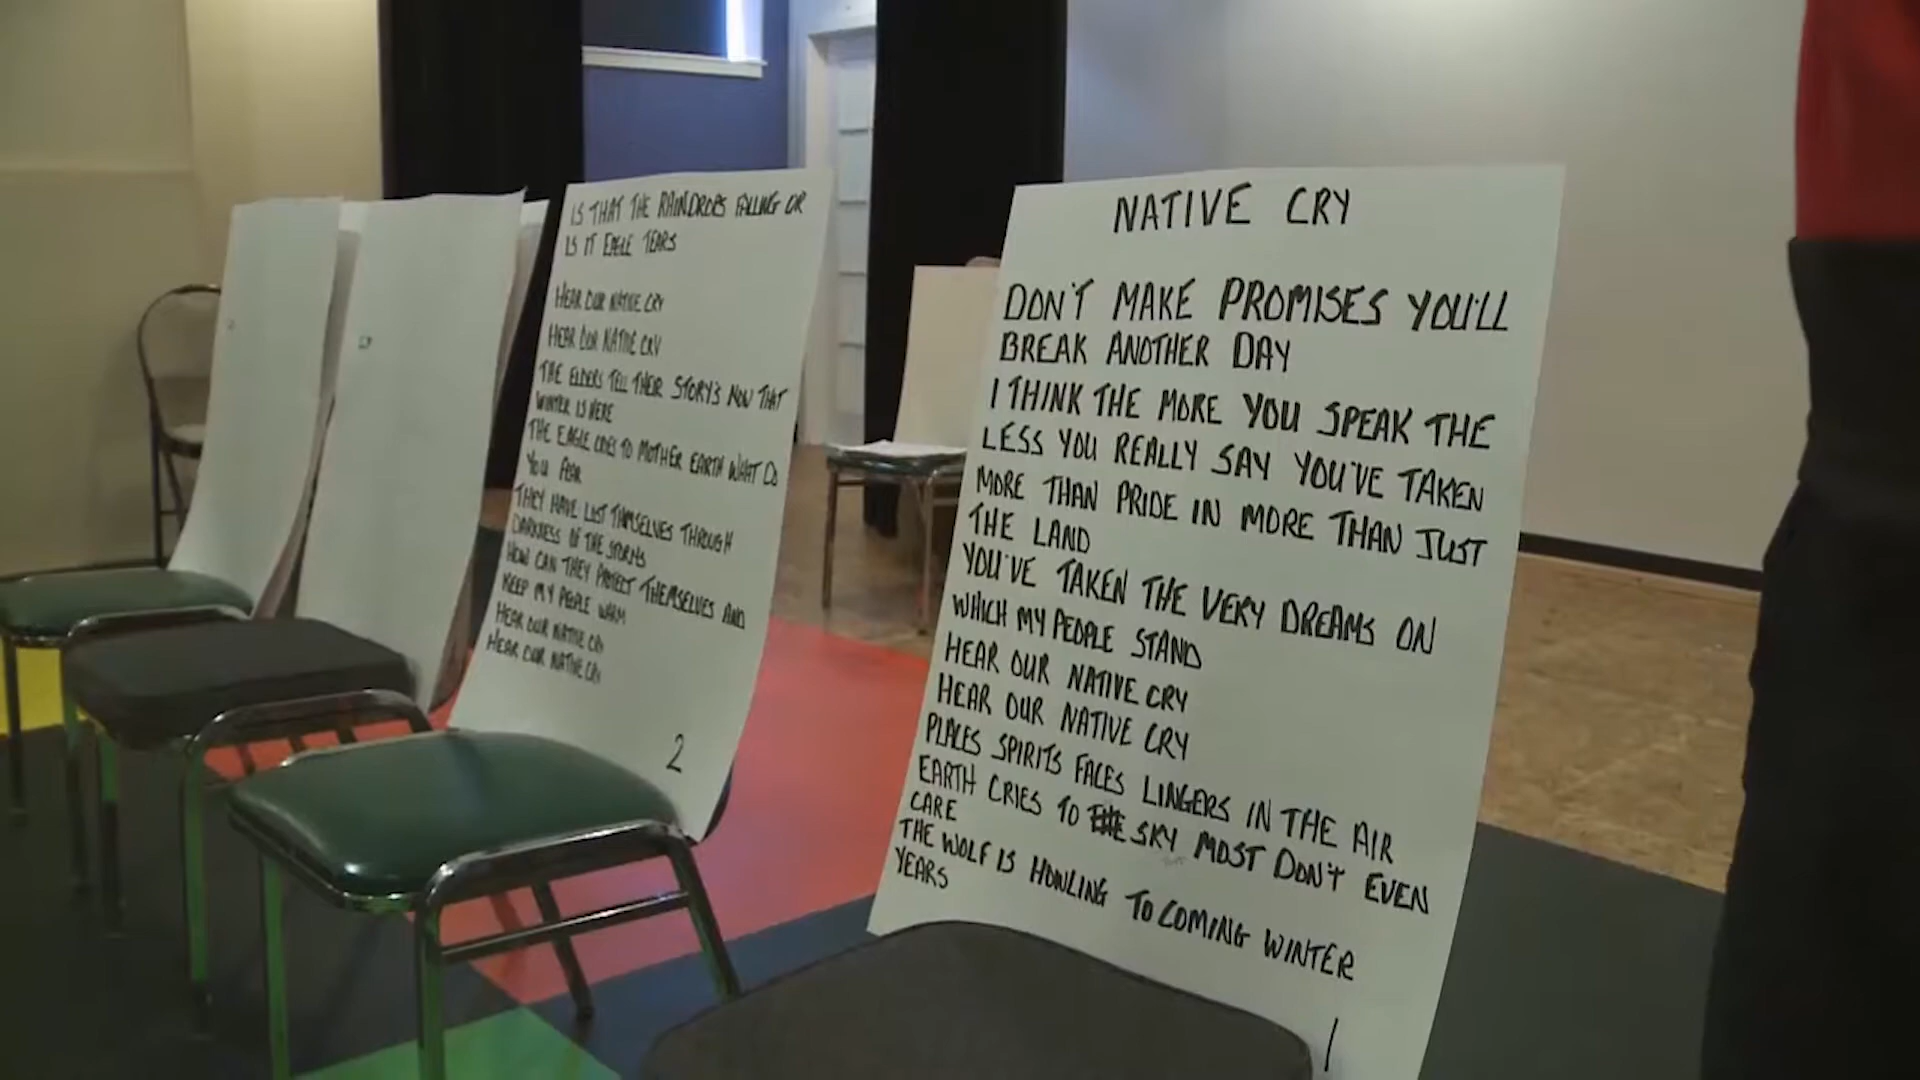 NATIVE CRY
DON'T MAKE PROMISES YOU'LL
BREAK ANOTHER DAY
I THINK THE MORE YOU SPEAK THE
LESS YOU REALLY SAY YOU'VE TAKEN
MORE THAN PRIDE IN MORE THAN JUST
THE LAND
YOU'VE TAKEN THE VERY DREAMS ON
WHICH MY PEOPLE STAND
HEAR OUR NATIVE CRY
HEAR OUR NATIVE CRY
PLACES SPIRITS FACES LINGERS IN THE AIR
EARTH CRIES TO THE SKY MOST DON'T EVEN
CARE
THE WOLF IS HOWLING TO COMING WINTER
YEARS
1
IS THAT THE RAINDROPS FALLING OR
IS IT EAGLE TEARS
HEAR OUR NATIVE CRY
HEAR OUR NATIVE CRY
THE ELDERS TELL THEIR STORY'S NOW THAT
WINTER IS HERE
THE EAGLE CRIES TO MOTHER EARTH WHAT DO
YOU FEAR
THEY HAVE LOST THEMSELVES THROUGH
DARKNESS OF THE STORMS
HOW CAN THEY PROTECT THEMSELVES AND
KEEP MY PEOPLE WARM
HEAR OUR NATIVE CRY
HEAR OUR NATIVE CRY
2